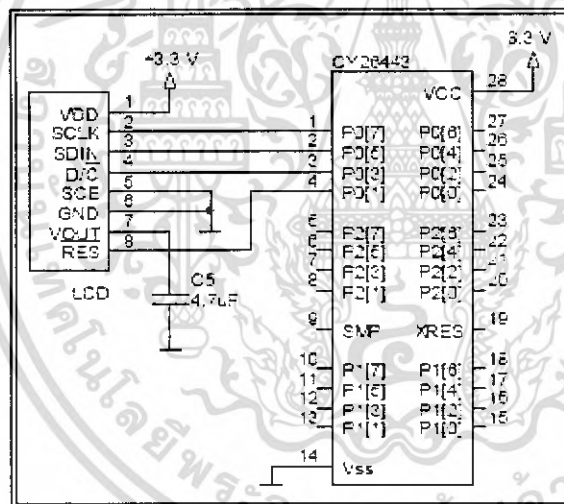 3.3 V
VDD
SCLK
SDIN
D/C
SCE
GND
VOUT
RES
1
2
3
4
5
6
7
8
LCD
C5
4.7uF
3.3 V
CY26443
VCC
28
1 P0[7] P0[6] 27
2 P0[5] P0[4] 26
3 P0[3] P0[2] 25
4 P0[1] P0[0] 24
5 P2[7] P2[6] 23
6 P2[5] P2[4] 22
7 P2[3] P2[2] 21
8 P2[1] P2[0] 20
9 SMP XRES 19
10 P1[7] P1[6] 18
11 P1[5] P1[4] 17
12 P1[3] P1[2] 16
13 P1[1] P1[0] 15
14 Vss